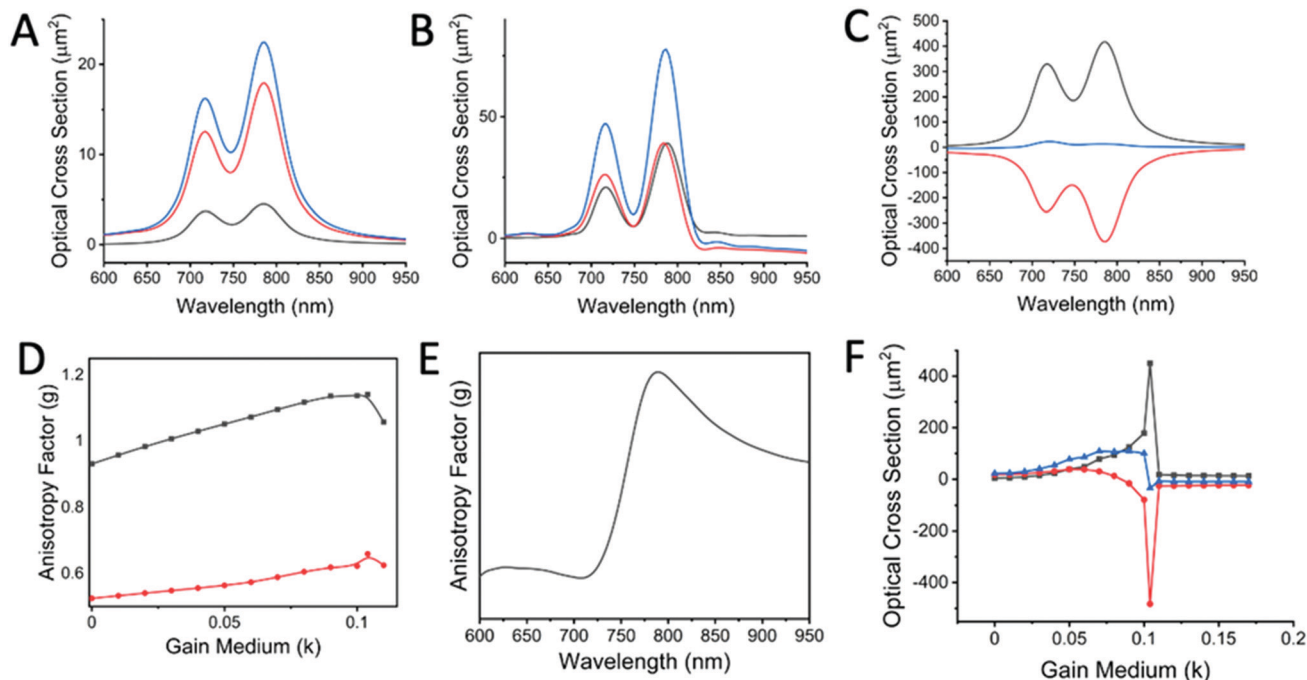 A
Optical Cross Section (μm²)
20
10
0
600 650 700 750 800 850 900 950
Wavelength (nm)
B
Optical Cross Section (μm²)
50
0
600 650 700 750 800 850 900 950
Wavelength (nm)
C
Optical Cross Section (μm²)
500
400
300
200
100
0
-100
-200
-300
-400
600 650 700 750 800 850 900 950
Wavelength (nm)
D
Anisotropy Factor (g)
1.2
1
0.8
0.6
0 0.05 0.1
Gain Medium (k)
E
Anisotropy Factor (g)
600 650 700 750 800 850 900 950
Wavelength (nm)
F
Optical Cross Section (μm²)
400
200
0
-200
-400
0 0.05 0.1 0.15 0.2
Gain Medium (k)